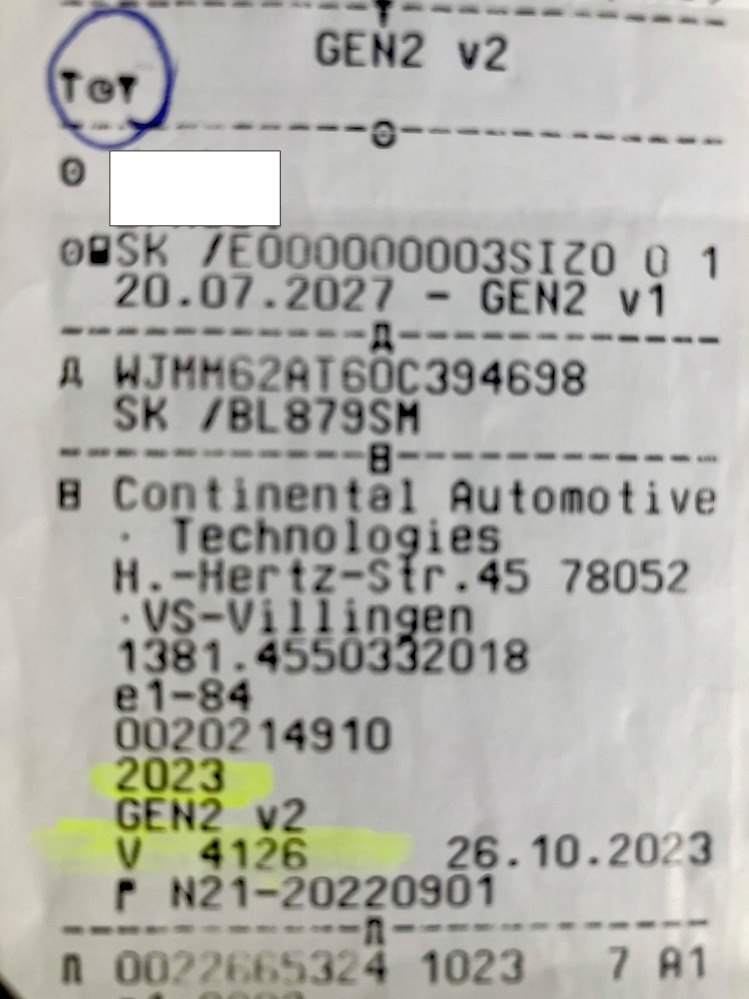 GEN2 v2
SK /E000000003SIZ0 0 1
20.07.2027 - GEN2 v1
WJMM62AT60C394698
SK /BL879SM
Continental Automotive
Technologies
H.-Hertz-Str.45 78052
VS-Villingen
1381.4550332018
e1-84
0020214910
2023
GEN2 v2
V 4126 26.10.2023
N21-20220901
0022665324 1023 7 A1